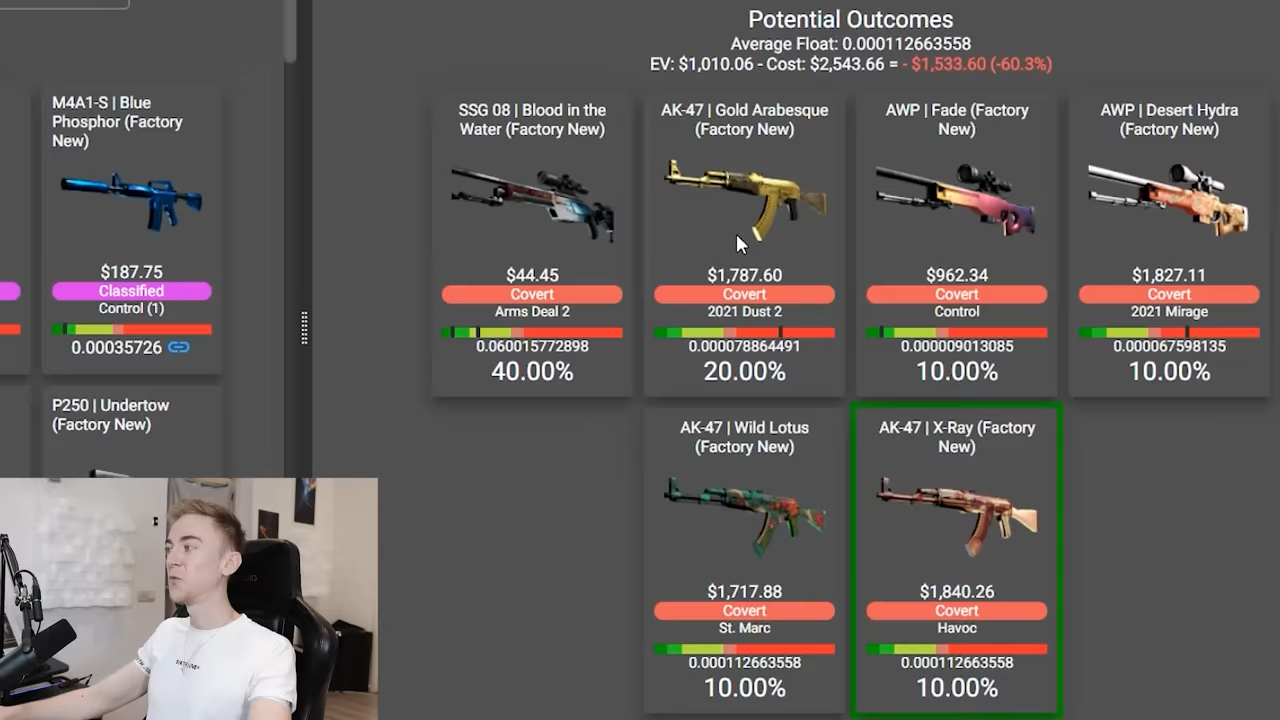 Potential Outcomes
Average Float: 0.000112663558
EV: $1,010.06 - Cost: $2,543.66 = - $1,533.60 (-60.3%)
M4A1-S | Blue
Phosphor (Factory
New)
$187.75
Classified
Control (1)
0.00035726
P250 | Undertow
(Factory New)
SSG 08 | Blood in the
Water (Factory New)
$44.45
Covert
Arms Deal 2
0.060015772898
40.00%
AK-47 | Gold Arabesque
(Factory New)
$1,787.60
Covert
2021 Dust 2
0.000078864491
20.00%
AWP | Fade (Factory
New)
$962.34
Covert
Control
0.000009013085
10.00%
AWP | Desert Hydra
(Factory New)
$1,827.11
Covert
2021 Mirage
0.000067598135
10.00%
AK-47 | Wild Lotus
(Factory New)
$1,717.88
Covert
St. Marc
0.000112663558
10.00%
AK-47 | X-Ray (Factory
New)
$1,840.26
Covert
Havoc
0.000112663558
10.00%